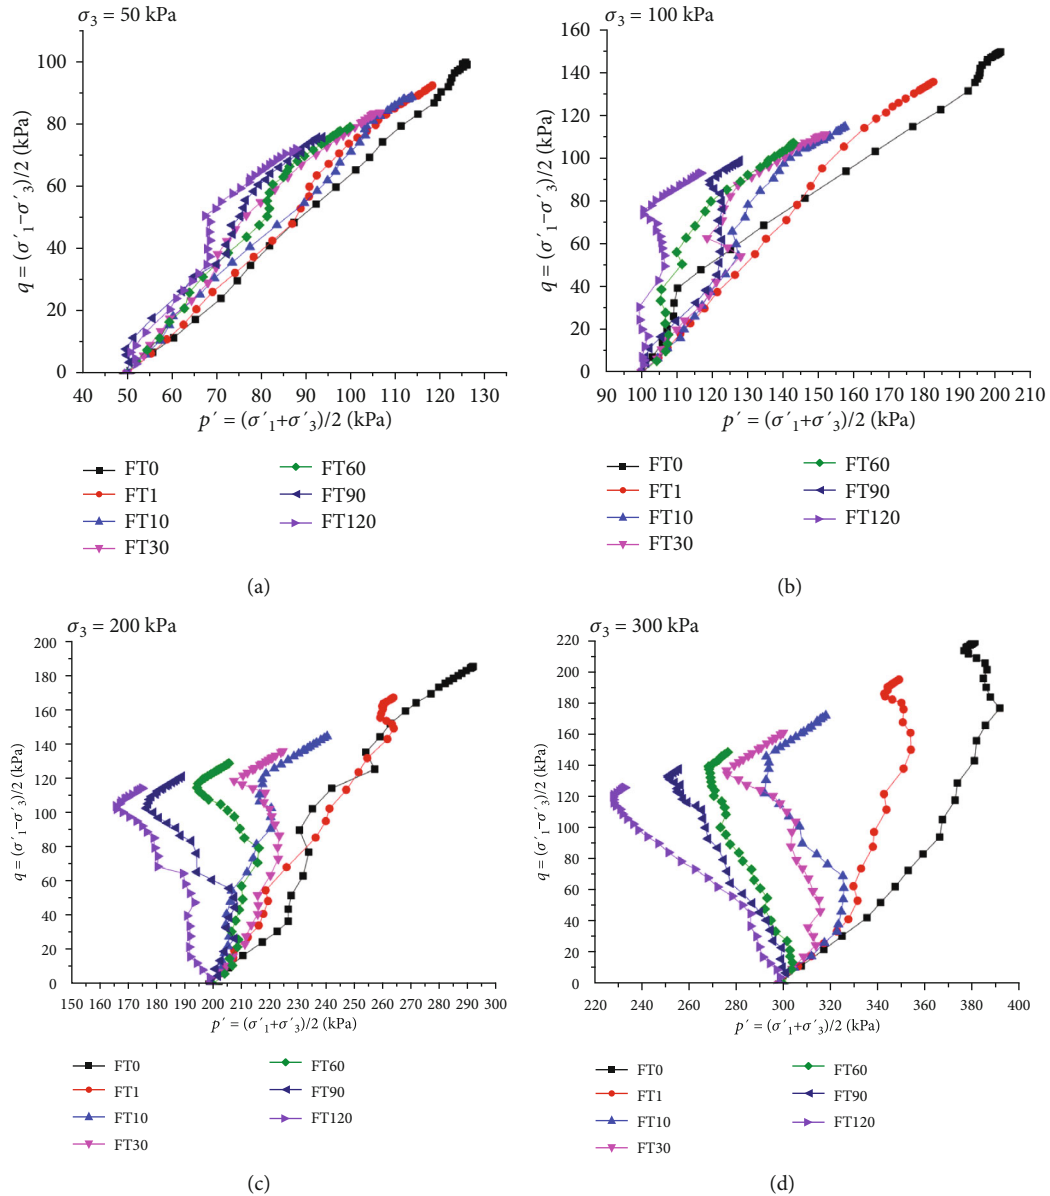 σ3 = 50 kPa
q = (σ′1−σ′3)/2 (kPa)
100
80
60
40
20
0
40 50 60 70 80 90 100 110 120 130
p′ = (σ′1+σ′3)/2 (kPa)
FT0 FT60
FT1 FT90
FT10 FT120
FT30
(a)
σ3 = 100 kPa
q = (σ′1−σ′3)/2 (kPa)
160
140
120
100
80
60
40
20
0
90 100 110 120 130 140 150 160 170 180 190 200 210
p′ = (σ′1+σ′3)/2 (kPa)
FT0 FT60
FT1 FT90
FT10 FT120
FT30
(b)
σ3 = 200 kPa
q = (σ′1−σ′3)/2 (kPa)
200
180
160
140
120
100
80
60
40
20
0
150 160 170 180 190 200 210 220 230 240 250 260 270 280 290 300
p′ = (σ′1+σ′3)/2 (kPa)
FT0 FT60
FT1 FT90
FT10 FT120
FT30
(c)
σ3 = 300 kPa
q = (σ′1−σ′3)/2 (kPa)
220
200
180
160
140
120
100
80
60
40
20
0
220 240 260 280 300 320 340 360 380 400
p′ = (σ′1+σ′3)/2 (kPa)
FT0 FT60
FT1 FT90
FT10 FT120
FT30
(d)